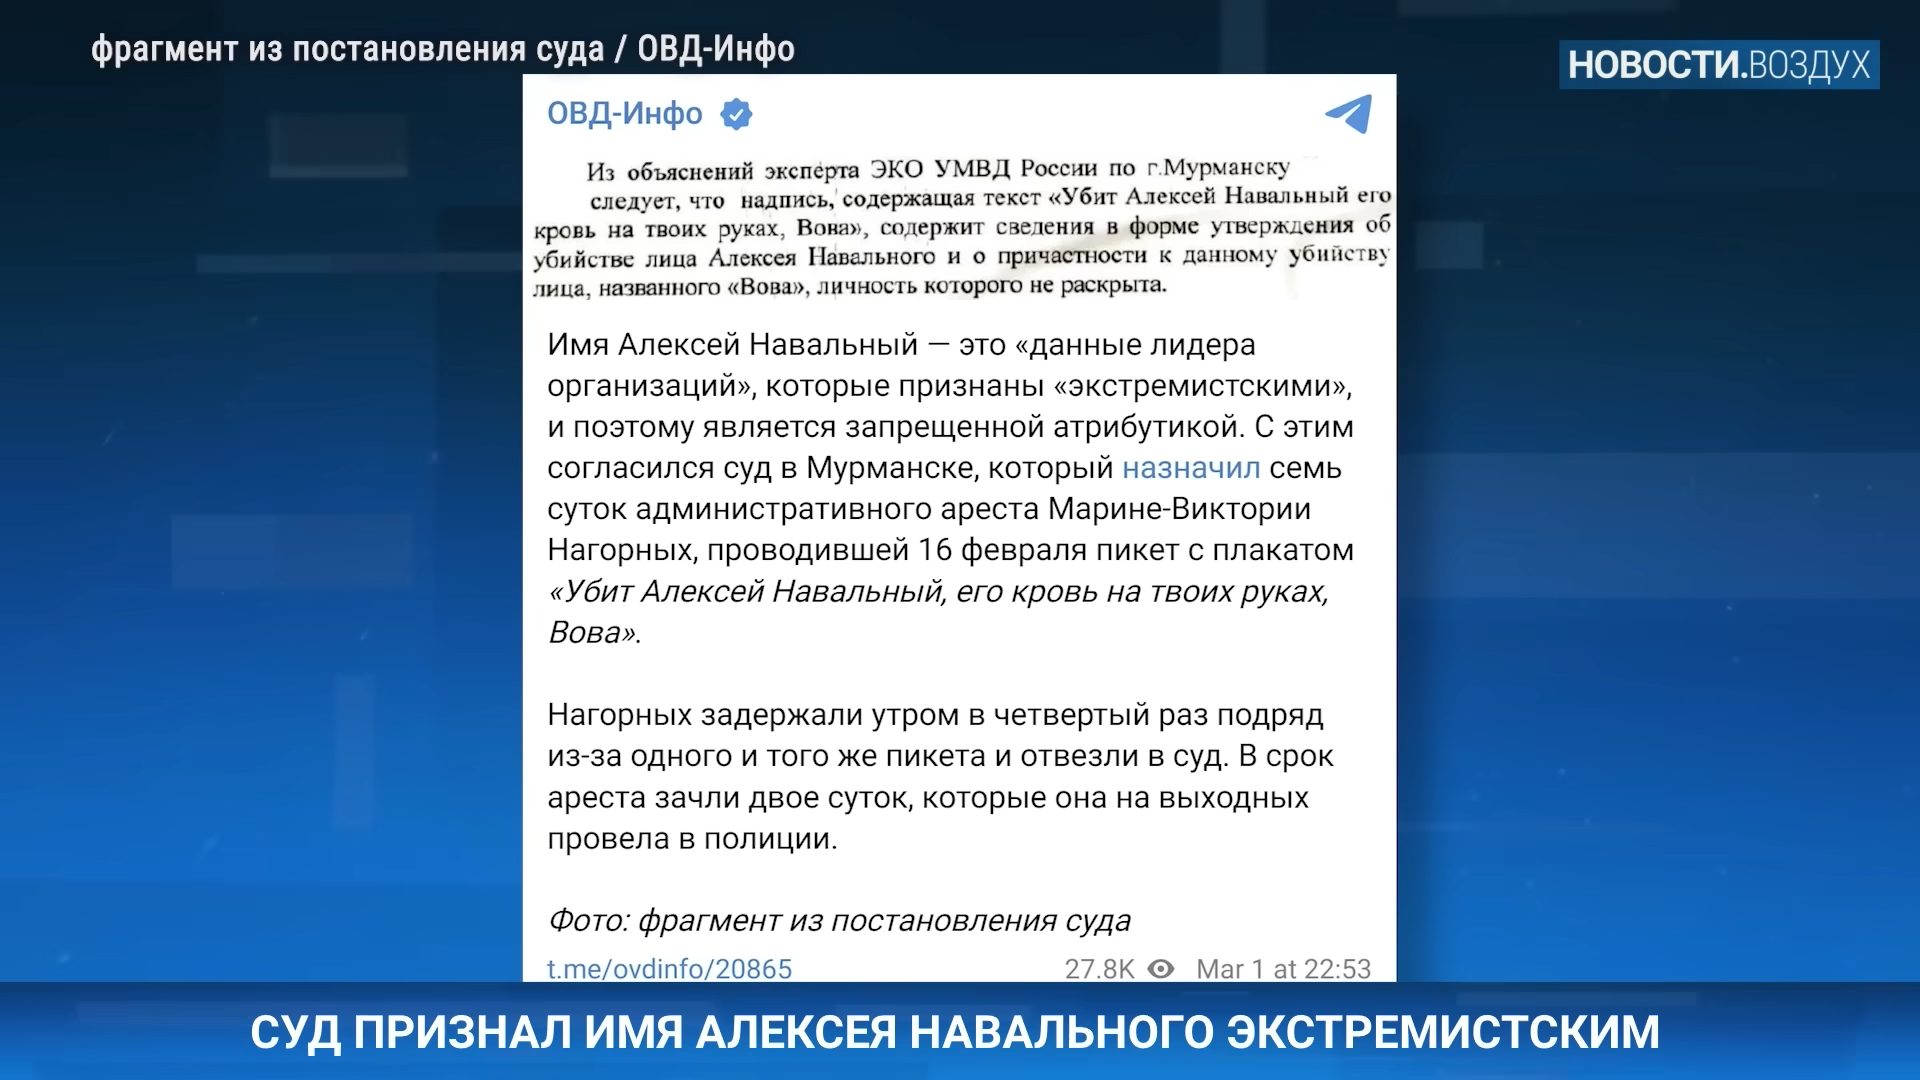 фрагмент из постановления суда / ОВД-Инфо
НОВОСТИ.ВОЗДУХ
ОВД-Инфо
Из объяснений эксперта ЭКО УМВД России по г.Мурманску
следует, что надпись, содержащая текст «Убит Алексей Навальный его
кровь на твоих руках, Вова», содержит сведения в форме утверждения об
убийстве лица Алексея Навального и о причастности к данному убийству
лица, названного «Вова», личность которого не раскрыта.
Имя Алексей Навальный — это «данные лидера
организаций», которые признаны «экстремистскими»,
и поэтому является запрещенной атрибутикой. С этим
согласился суд в Мурманске, который назначил семь
суток административного ареста Марине-Виктории
Нагорных, проводившей 16 февраля пикет с плакатом
«Убит Алексей Навальный, его кровь на твоих руках,
Вова».
Нагорных задержали утром в четвертый раз подряд
из-за одного и того же пикета и отвезли в суд. В срок
ареста зачли двое суток, которые она на выходных
провела в полиции.
Фото: фрагмент из постановления суда
t.me/ovdinfo/20865 27.8K Mar 1 at 22:53
СУД ПРИЗНАЛ ИМЯ АЛЕКСЕЯ НАВАЛЬНОГО ЭКСТРЕМИСТСКИМ